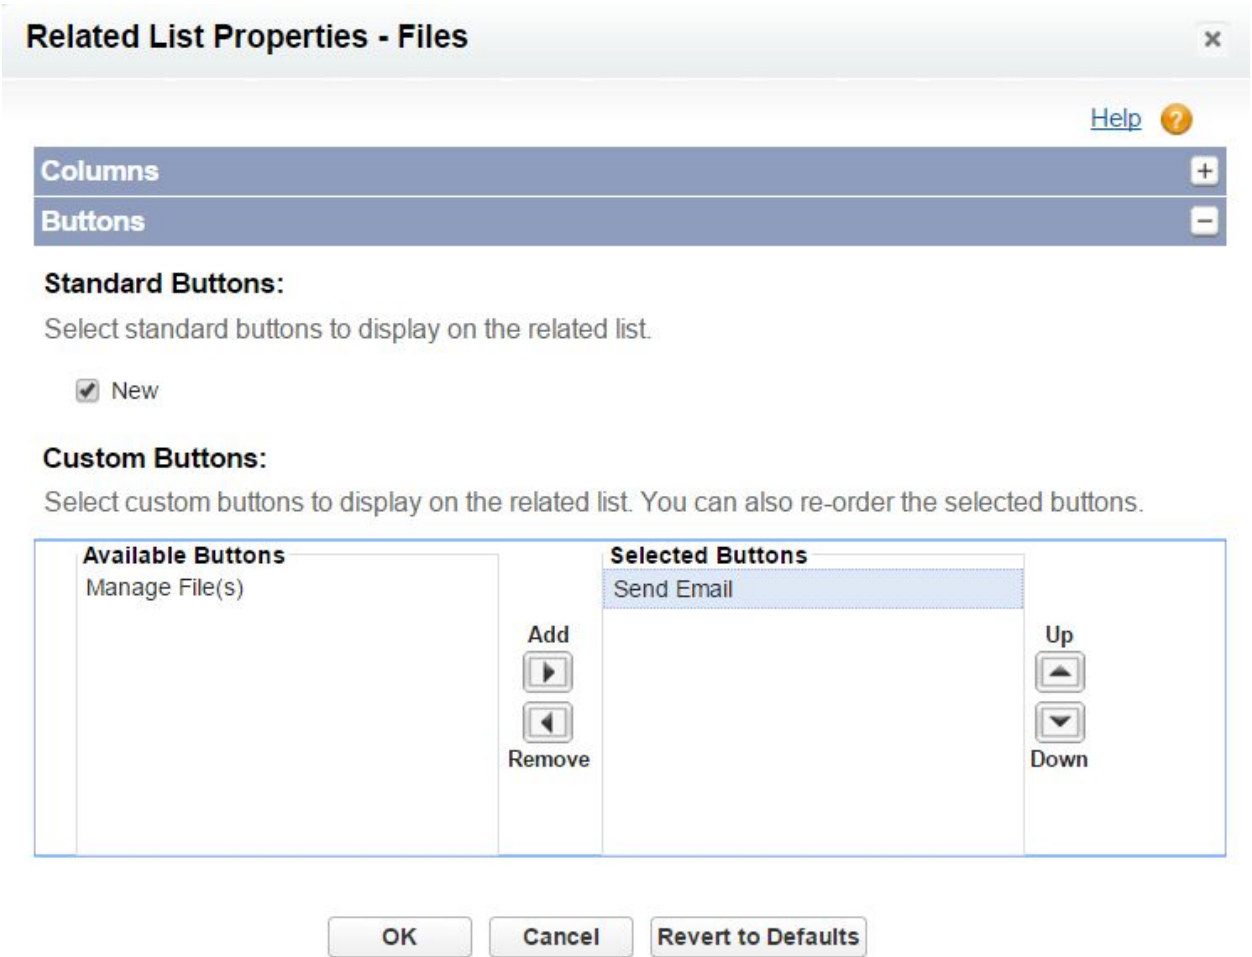 Related List Properties - Files
Help
Columns
Buttons
Standard Buttons:
Select standard buttons to display on the related list.
New
Custom Buttons:
Select custom buttons to display on the related list. You can also re-order the selected buttons.
Available Buttons
Manage File(s)
Add
Remove
Selected Buttons
Send Email
Up
Down
OK
Cancel
Revert to Defaults